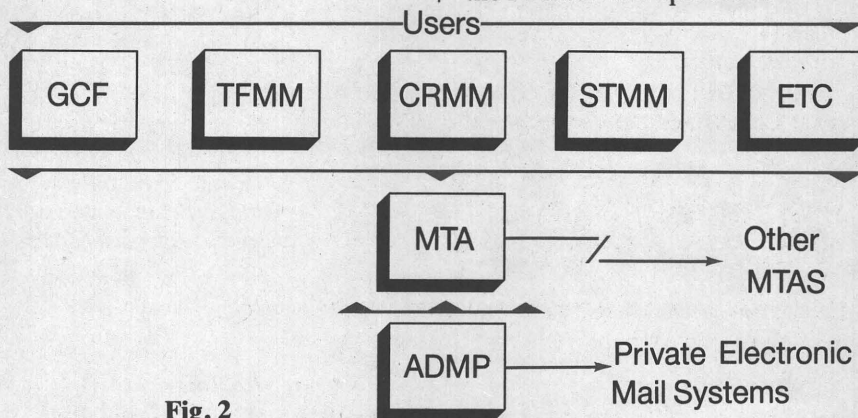 Users
GCF TFMM CRMM STMM ETC
MTA Other
MTAS
ADMP Private Electronic
Mail Systems
Fig. 2